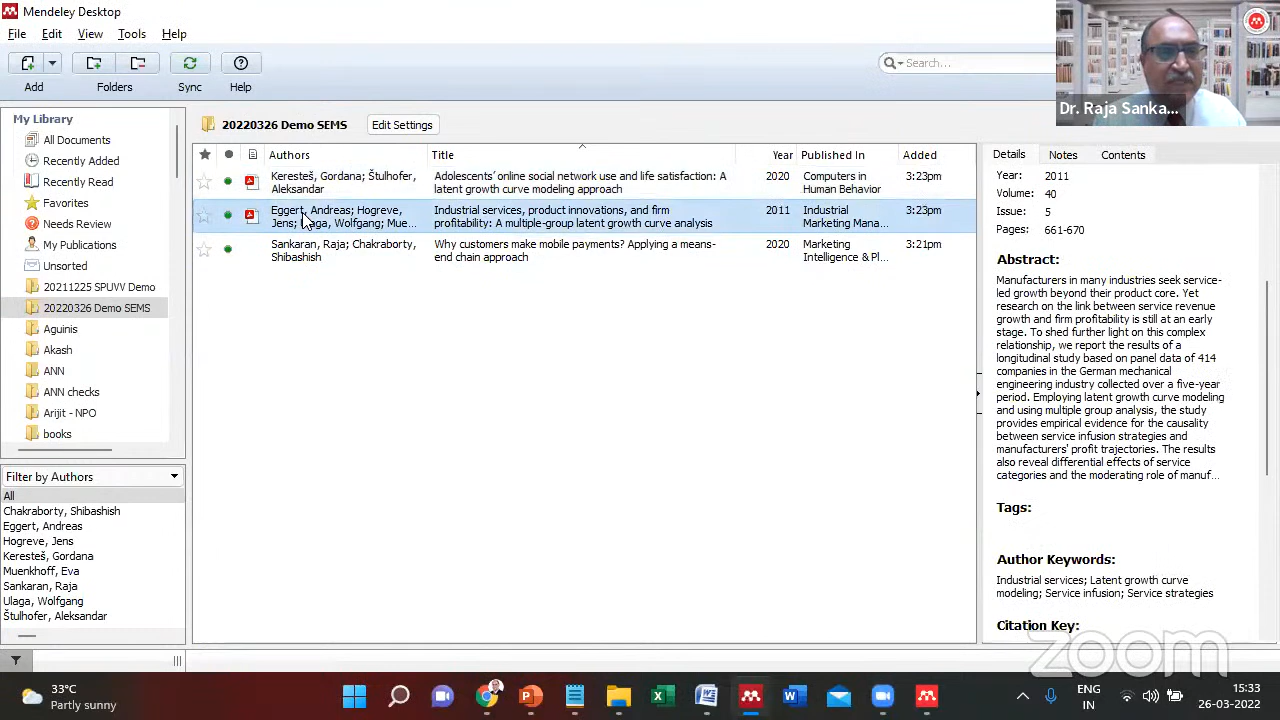 Mendeley Desktop
File Edit View Tools Help
Search...
Add Folders Sync Help
Dr. Raja Sanka...
My Library
All Documents
Recently Added
Recently Read
Favorites
Needs Review
My Publications
Unsorted
20211225 SPUVV Demo
20220326 Demo SEMS
Aguinis
Akash
ANN
ANN checks
Arijit - NPO
books
Filter by Authors
All
Chakraborty, Shibashish
Eggert, Andreas
Hogreve, Jens
Keresteš, Gordana
Muenkhoff, Eva
Sankaran, Raja
Ulaga, Wolfgang
Štulhofer, Aleksandar
20220326 Demo SEMS Edit Settings
Authors Title Year Published In Added
Keresteš, Gordana; Štulhofer, Adolescents' online social network use and life satisfaction: A 2020 Computers in 3:23pm
Aleksandar latent growth curve modeling approach Human Behavior
Eggert, Andreas; Hogreve, Industrial services, product innovations, and firm 2011 Industrial 3:23pm
Jens; Ulaga, Wolfgang; Mue... profitability: A multiple-group latent growth curve analysis Marketing Mana...
Sankaran, Raja; Chakraborty, Why customers make mobile payments? Applying a means- 2020 Marketing 3:21pm
Shibashish end chain approach Intelligence & Pl...
Details Notes Contents
Year: 2011
Volume: 40
Issue: 5
Pages: 661-670
Abstract:
Manufacturers in many industries seek service-
led growth beyond their product core. Yet
research on the link between service revenue
growth and firm profitability is still at an early
stage. To shed further light on this complex
relationship, we report the results of a
longitudinal study based on panel data of 414
companies in the German mechanical
engineering industry collected over a five-year
period. Employing latent growth curve modeling
and using multiple group analysis, the study
provides empirical evidence for the causality
between service infusion strategies and
manufacturers' profit trajectories. The results
also reveal differential effects of service
categories and the moderating role of manuf...
Tags:
Author Keywords:
Industrial services; Latent growth curve
modeling; Service infusion; Service strategies
Citation Key:
zoom
33°C
Partly sunny
ENG
IN
15:33
26-03-2022